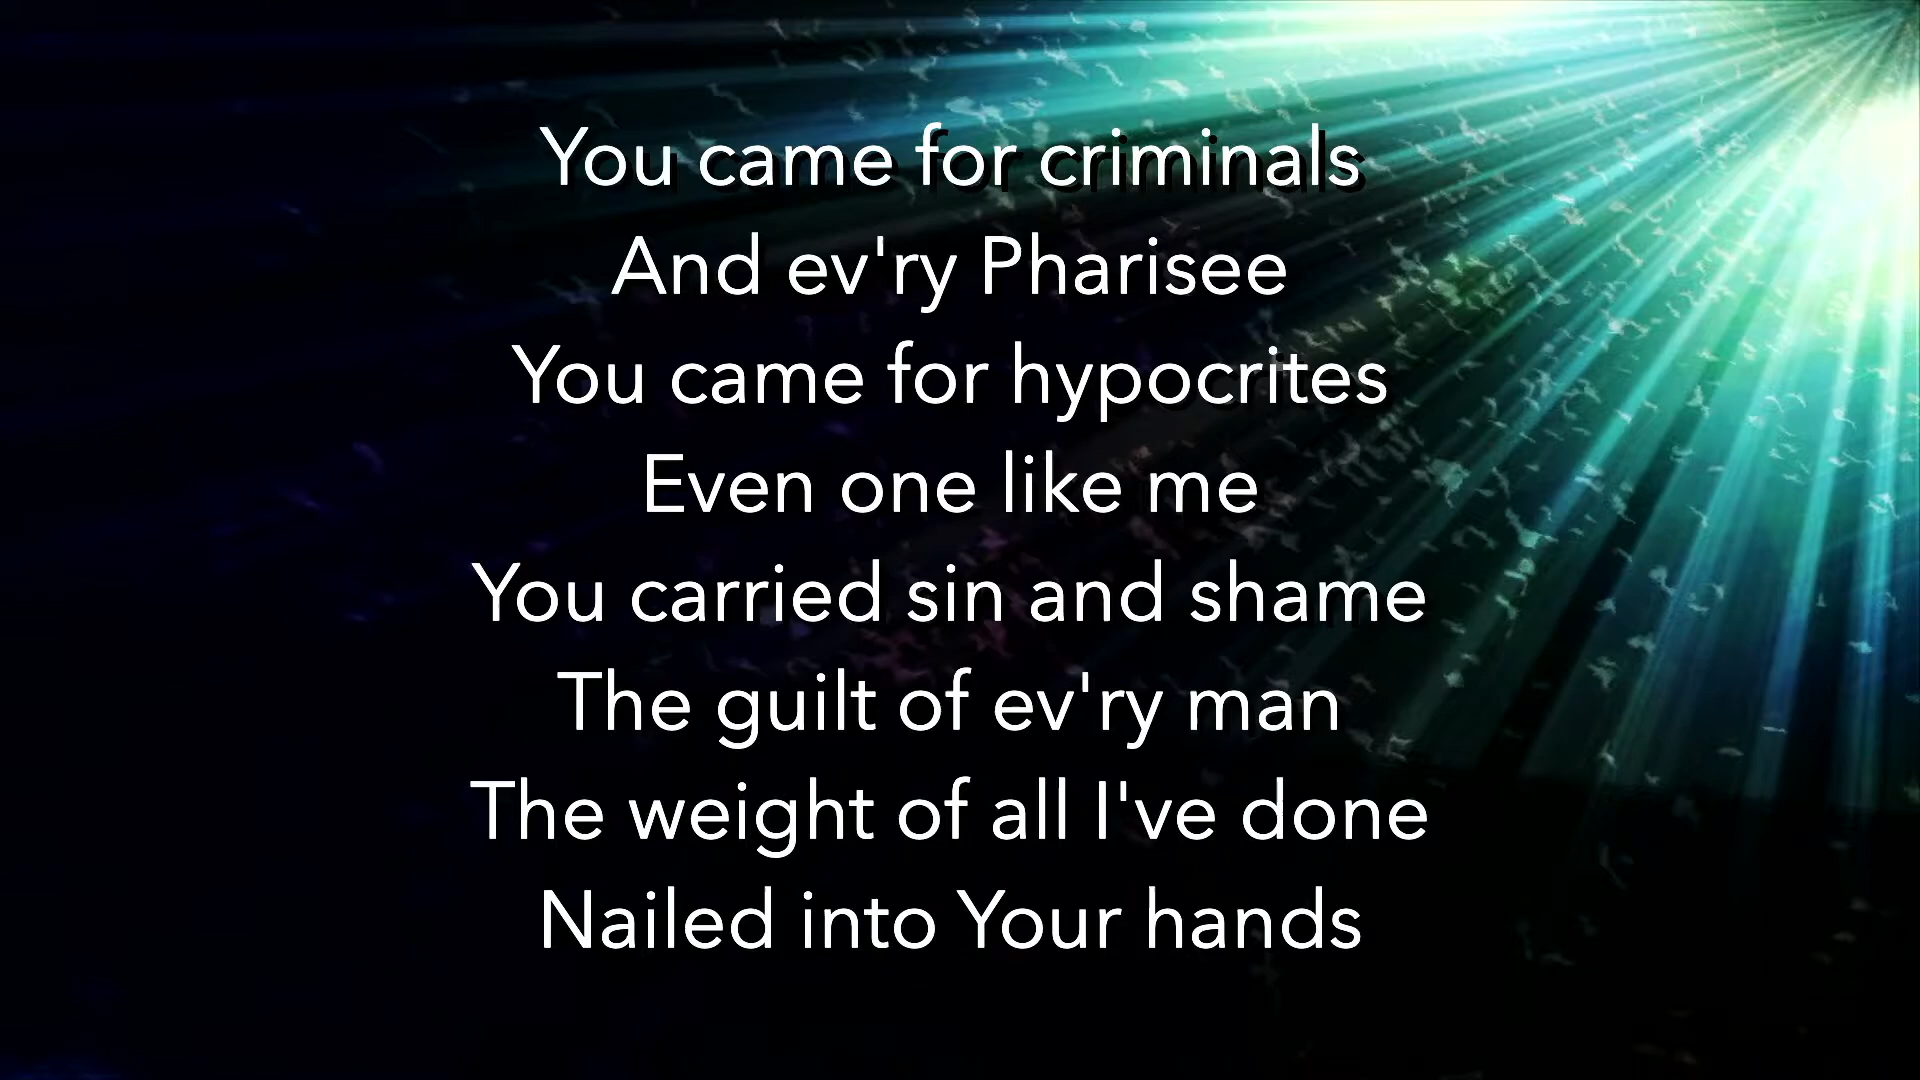 You came for criminals
And ev'ry Pharisee
You came for hypocrites
Even one like me
You carried sin and shame
The guilt of ev'ry man
The weight of all I've done
Nailed into Your hands